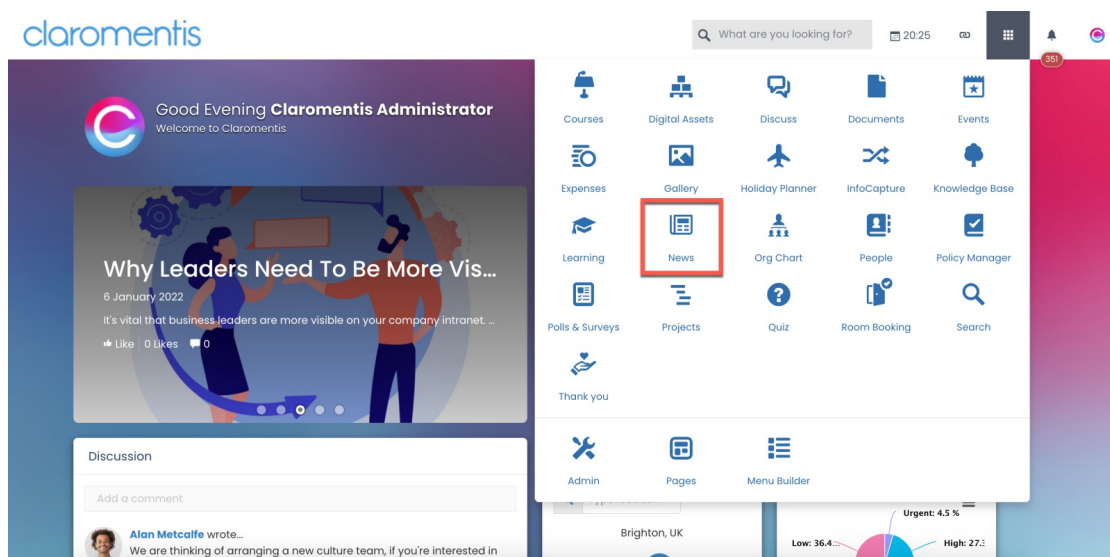 claromentis
What are you looking for?
20:25
351
Good Evening Claromentis Administrator
Welcome to Claromentis
Courses
Digital Assets
Discuss
Documents
Events
Expenses
Gallery
Holiday Planner
InfoCapture
Knowledge Base
Learning
News
Org Chart
People
Policy Manager
Polls & Surveys
Projects
Quiz
Room Booking
Search
Thank you
Admin
Pages
Menu Builder
Why Leaders Need To Be More Vis...
6 January 2022
It's vital that business leaders are more visible on your company intranet. ...
Like 0 Likes 0
Discussion
Add a comment
Alan Metcalfe wrote...
We are thinking of arranging a new culture team, if you're interested in
Brighton, UK
Urgent: 4.5 %
Low: 36.4...
High: 27.